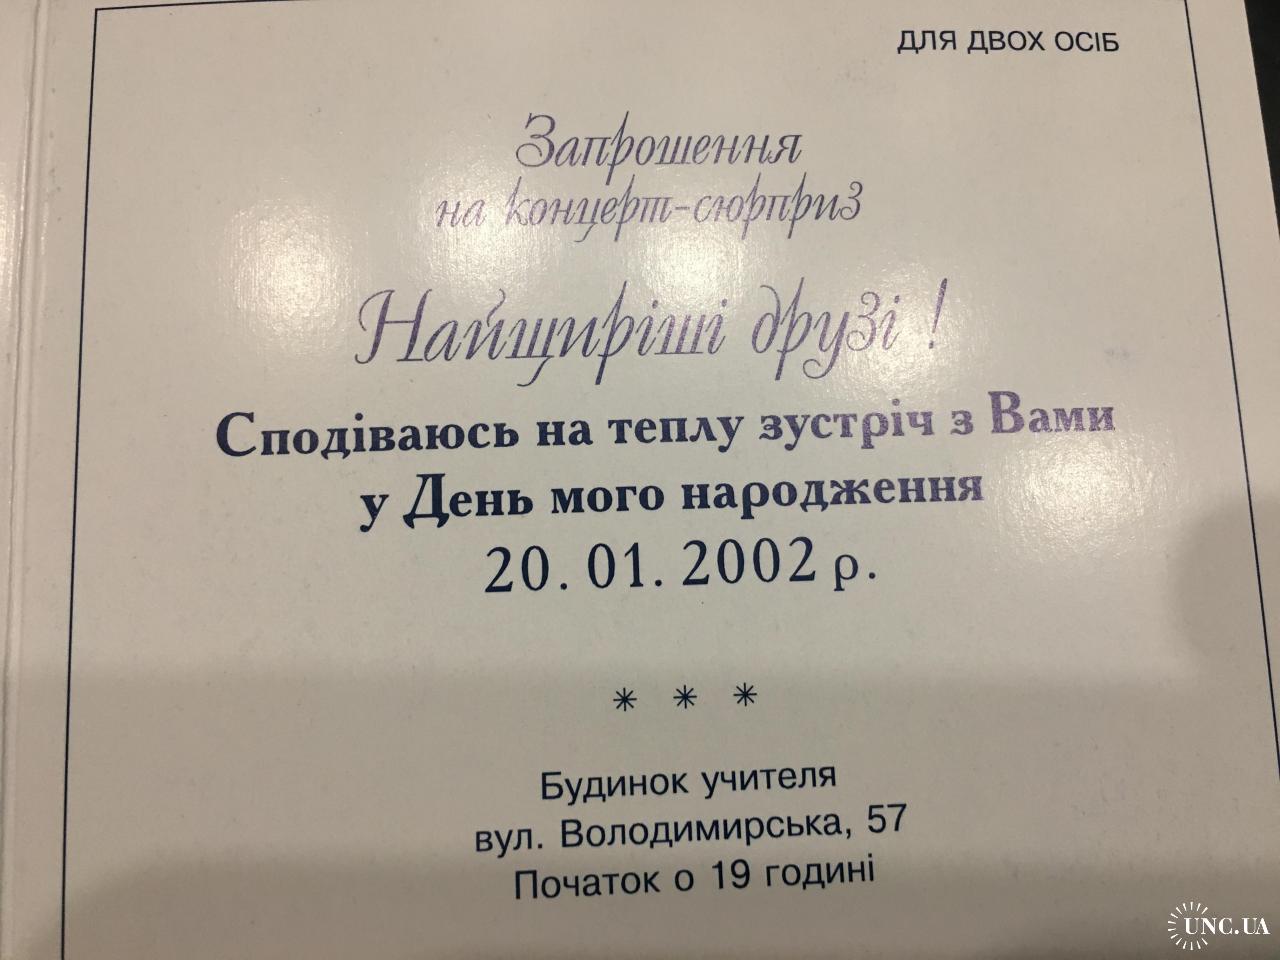 ДЛЯ ДВОХ ОСІБ
Запрошення
на концерт-сюрприз
Найщиріші друзі !
Сподіваюсь на теплу зустріч з Вами
у День мого народження
20. 01. 2002 р.
* * *
Будинок учителя
вул. Володимирська, 57
Початок о 19 годині
UNC.UA